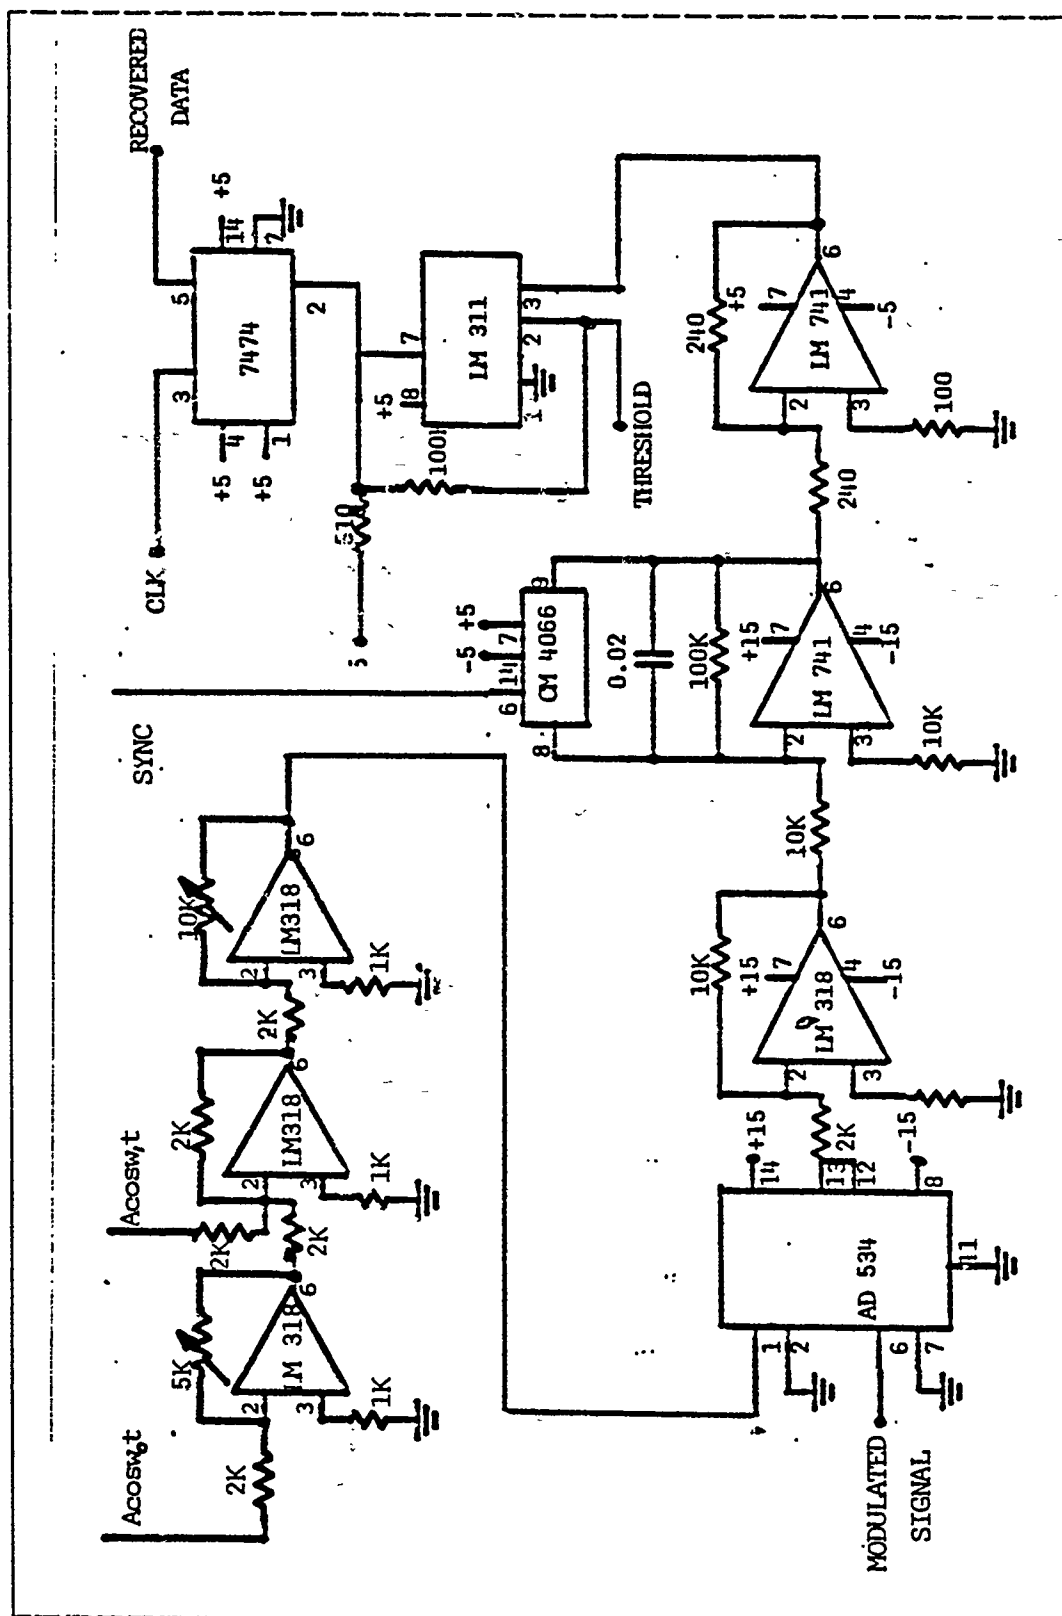 Acosw₀t
2K
5K
2
3
LM 318
6
1K
2K
Acosw₁t
2K
2K
2
3
LM318
6
1K
2K
10K
2
3
LM318
6
1K
SYNC
CLK
RECOVERED
DATA
+5
4
+5
1
3
5
7474
14
+5
7
2
510
100K
+5
8
7
LM 311
1
2
3
THRESHOLD
-5
+5
6
14
7
CM 4066
8
9
0.02
100K
MODULATED
SIGNAL
1
2
6
7
AD 534
11
14
+15
13
12
8
-15
2K
10K
+15
7
2
3
LM 318
6
4
-15
10K
+15
7
2
3
LM 741
6
4
-15
10K
240
240
+5
7
2
3
LM 741
6
4
-5
100